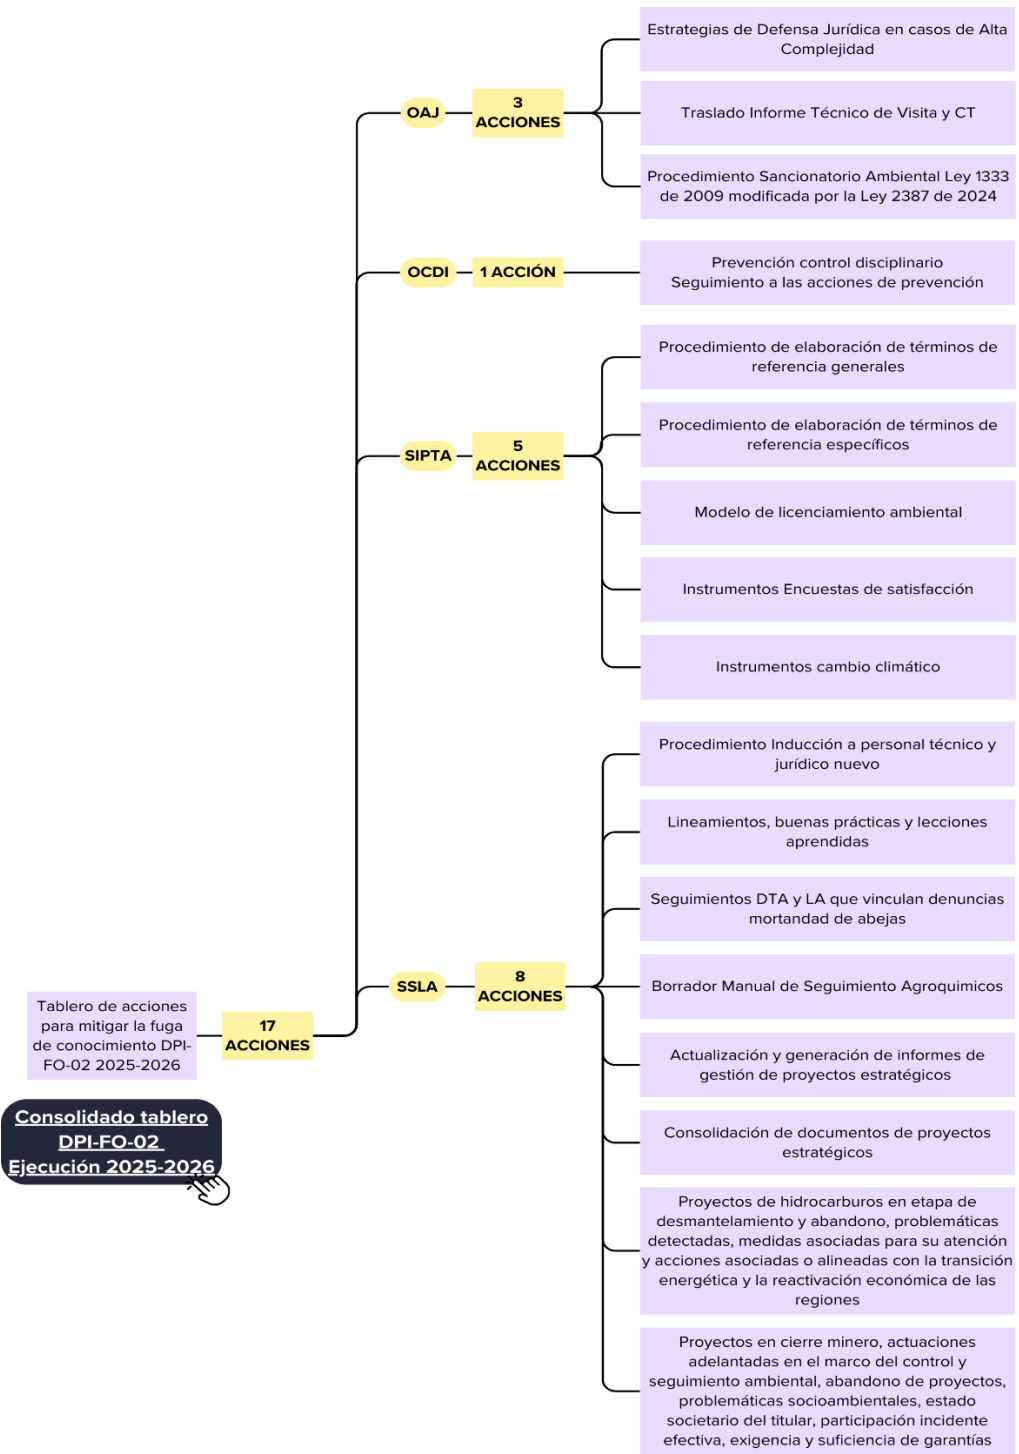 Tablero de acciones
para mitigar la fuga
de conocimiento DPI-
FO-02 2025-2026
17
ACCIONES
Consolidado tablero
DPI-FO-02
Ejecución 2025-2026
OAJ
3
ACCIONES
Estrategias de Defensa Jurídica en casos de Alta
Complejidad
Traslado Informe Técnico de Visita y CT
Procedimiento Sancionatorio Ambiental Ley 1333
de 2009 modificada por la Ley 2387 de 2024
OCDI
1 ACCIÓN
Prevención control disciplinario
Seguimiento a las acciones de prevención
SIPTA
5
ACCIONES
Procedimiento de elaboración de términos de
referencia generales
Procedimiento de elaboración de términos de
referencia específicos
Modelo de licenciamiento ambiental
Instrumentos Encuestas de satisfacción
Instrumentos cambio climático
SSLA
8
ACCIONES
Procedimiento Inducción a personal técnico y
jurídico nuevo
Lineamientos, buenas prácticas y lecciones
aprendidas
Seguimientos DTA y LA que vinculan denuncias
mortandad de abejas
Borrador Manual de Seguimiento Agroquimicos
Actualización y generación de informes de
gestión de proyectos estratégicos
Consolidación de documentos de proyectos
estratégicos
Proyectos de hidrocarburos en etapa de
desmantelamiento y abandono, problemáticas
detectadas, medidas asociadas para su atención
y acciones asociadas o alineadas con la transición
energética y la reactivación económica de las
regiones
Proyectos en cierre minero, actuaciones
adelantadas en el marco del control y
seguimiento ambiental, abandono de proyectos,
problemáticas socioambientales, estado
societario del titular, participación incidente
efectiva, exigencia y suficiencia de garantías